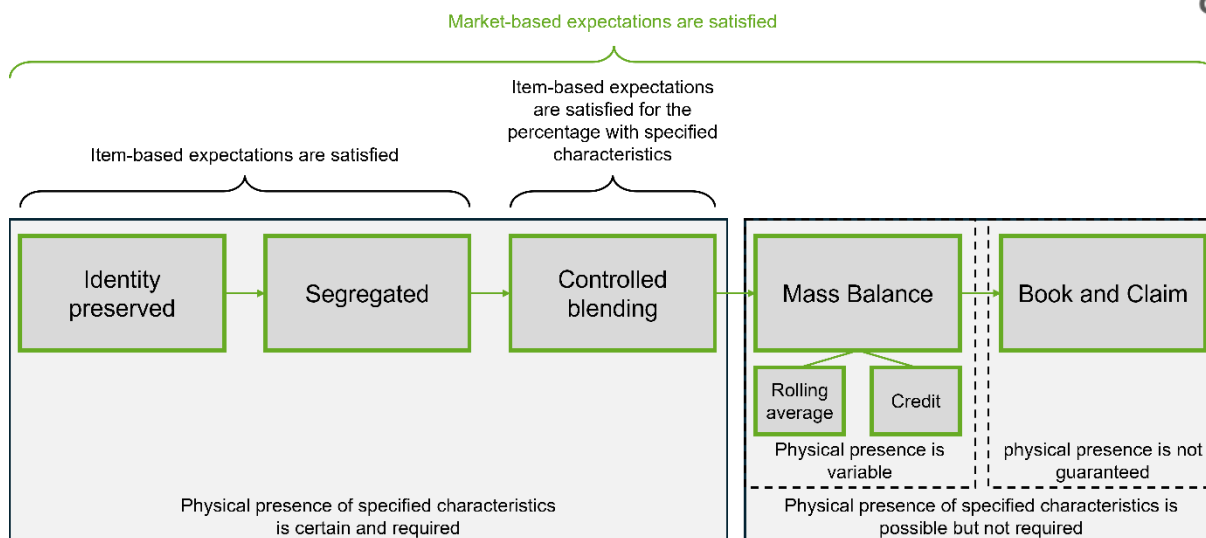 Market-based expectations are satisfied
Item-based expectations
are satisfied for the
percentage with specified
characteristics
Item-based expectations are satisfied
Identity
preserved
Segregated
Controlled
blending
Mass Balance
Book and Claim
Rolling
average
Credit
Physical presence is
variable
physical presence is not
guaranteed
Physical presence of specified characteristics
is certain and required
Physical presence of specified characteristics is
possible but not required